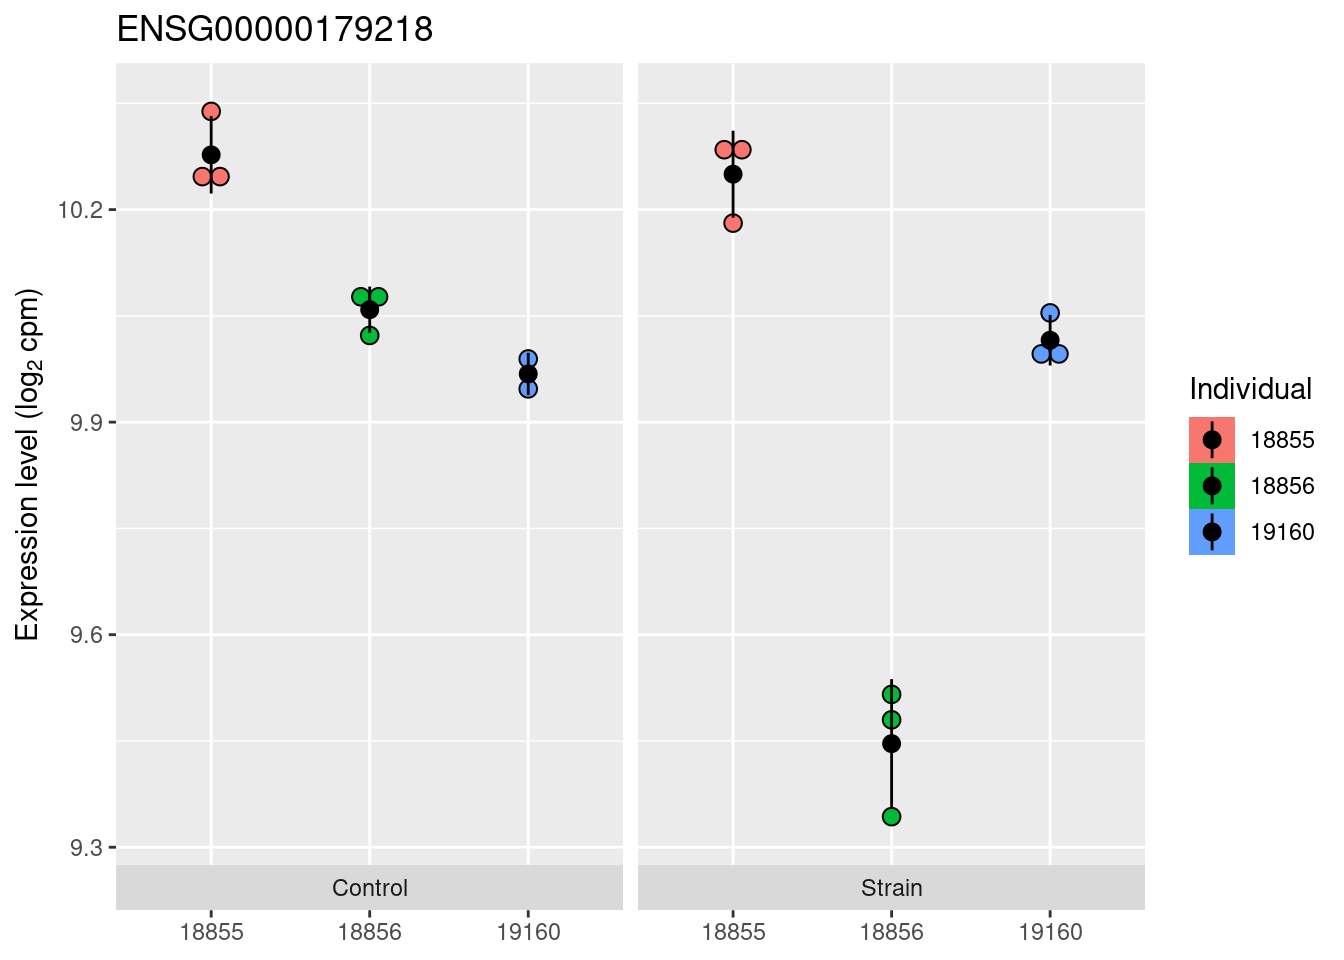 ENSG00000179218
Expression level (log₂ cpm)
10.2
9.9
9.6
9.3
Control
Strain
18855
18856
19160
18855
18856
19160
Individual
18855
18856
19160